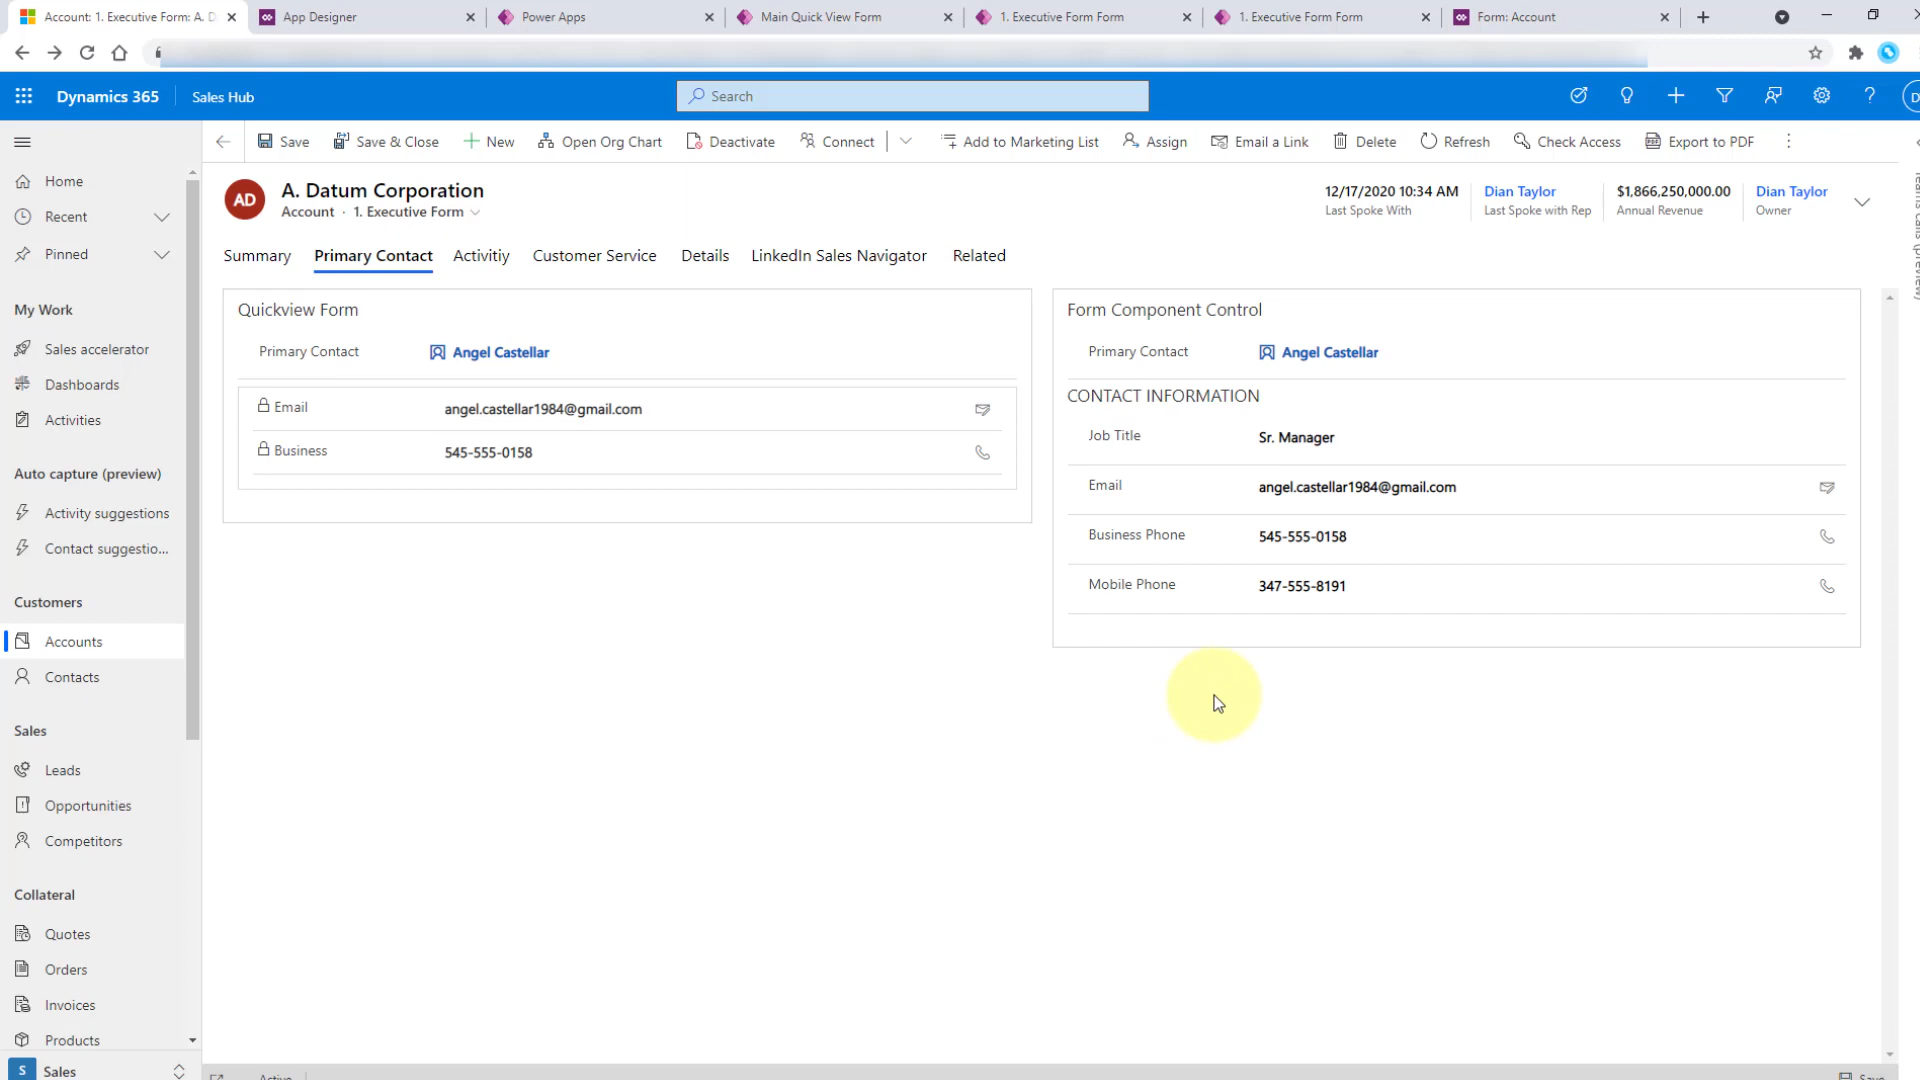 Account: 1. Executive Form: A. D
App Designer
Power Apps
Main Quick View Form
1. Executive Form Form
1. Executive Form Form
Form: Account
Dynamics 365
Sales Hub
Search
Save
Save & Close
New
Open Org Chart
Deactivate
Connect
Add to Marketing List
Assign
Email a Link
Delete
Refresh
Check Access
Export to PDF
Home
Recent
Pinned
My Work
Sales accelerator
Dashboards
Activities
Auto capture (preview)
Activity suggestions
Contact suggestio...
Customers
Accounts
Contacts
Sales
Leads
Opportunities
Competitors
Collateral
Quotes
Orders
Invoices
Products
S Sales
AD
A. Datum Corporation
Account · 1. Executive Form
12/17/2020 10:34 AM
Last Spoke With
Dian Taylor
Last Spoke with Rep
$1,866,250,000.00
Annual Revenue
Dian Taylor
Owner
Summary
Primary Contact
Activitiy
Customer Service
Details
LinkedIn Sales Navigator
Related
Quickview Form
Primary Contact
Angel Castellar
Email
angel.castellar1984@gmail.com
Business
545-555-0158
Form Component Control
Primary Contact
Angel Castellar
CONTACT INFORMATION
Job Title
Sr. Manager
Email
angel.castellar1984@gmail.com
Business Phone
545-555-0158
Mobile Phone
347-555-8191
Active
Save